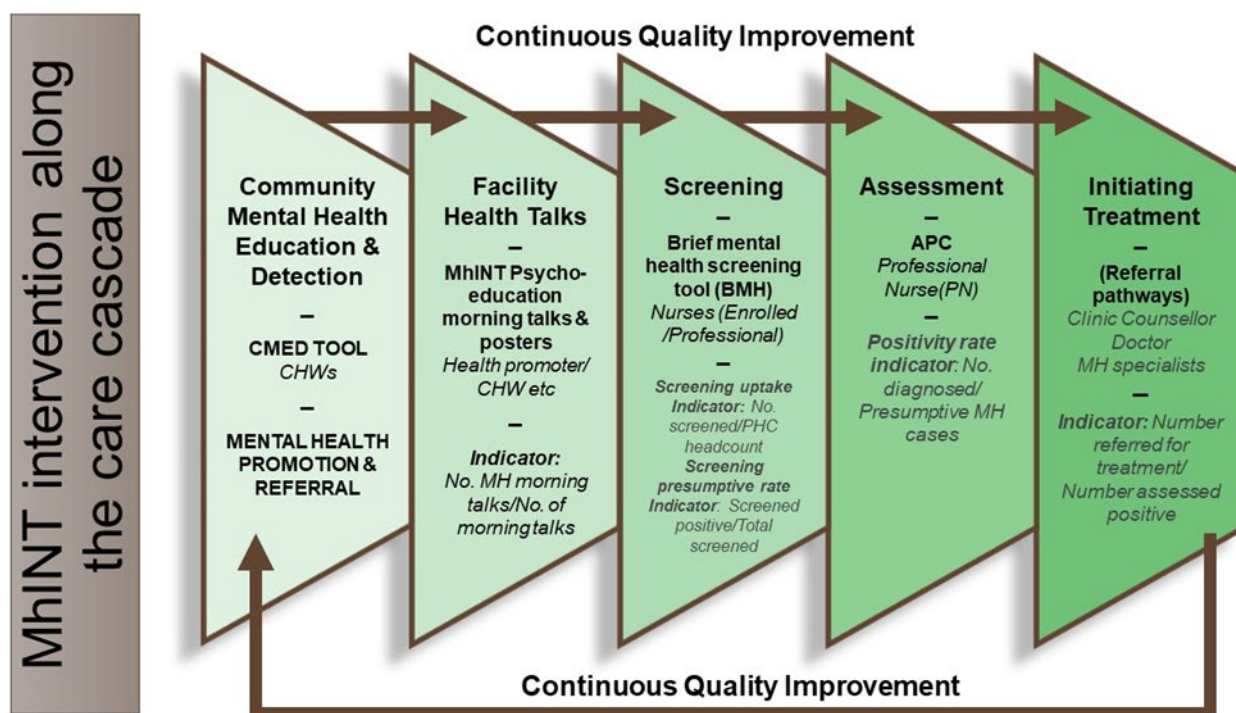 MhINT intervention along
the care cascade
Continuous Quality Improvement
Community
Mental Health
Education &
Detection
–
CMED TOOL
CHWs
–
MENTAL HEALTH
PROMOTION &
REFERRAL
Facility
Health Talks
–
MhINT Psycho-
education
morning talks &
posters
Health promoter/
CHW etc
–
Indicator:
No. MH morning
talks/No. of
morning talks
Screening
–
Brief mental
health screening
tool (BMH)
Nurses (Enrolled
/Professional)
–
Screening uptake
Indicator: No.
screened/PHC
headcount
Screening
presumptive rate
Indicator: Screened
positive/Total
screened
Assessment
–
APC
Professional
Nurse(PN)
–
Positivity rate
indicator: No.
diagnosed/
Presumptive MH
cases
Initiating
Treatment
–
(Referral
pathways)
Clinic Counsellor
Doctor
MH specialists
–
Indicator: Number
referred for
treatment/
Number assessed
positive
Continuous Quality Improvement